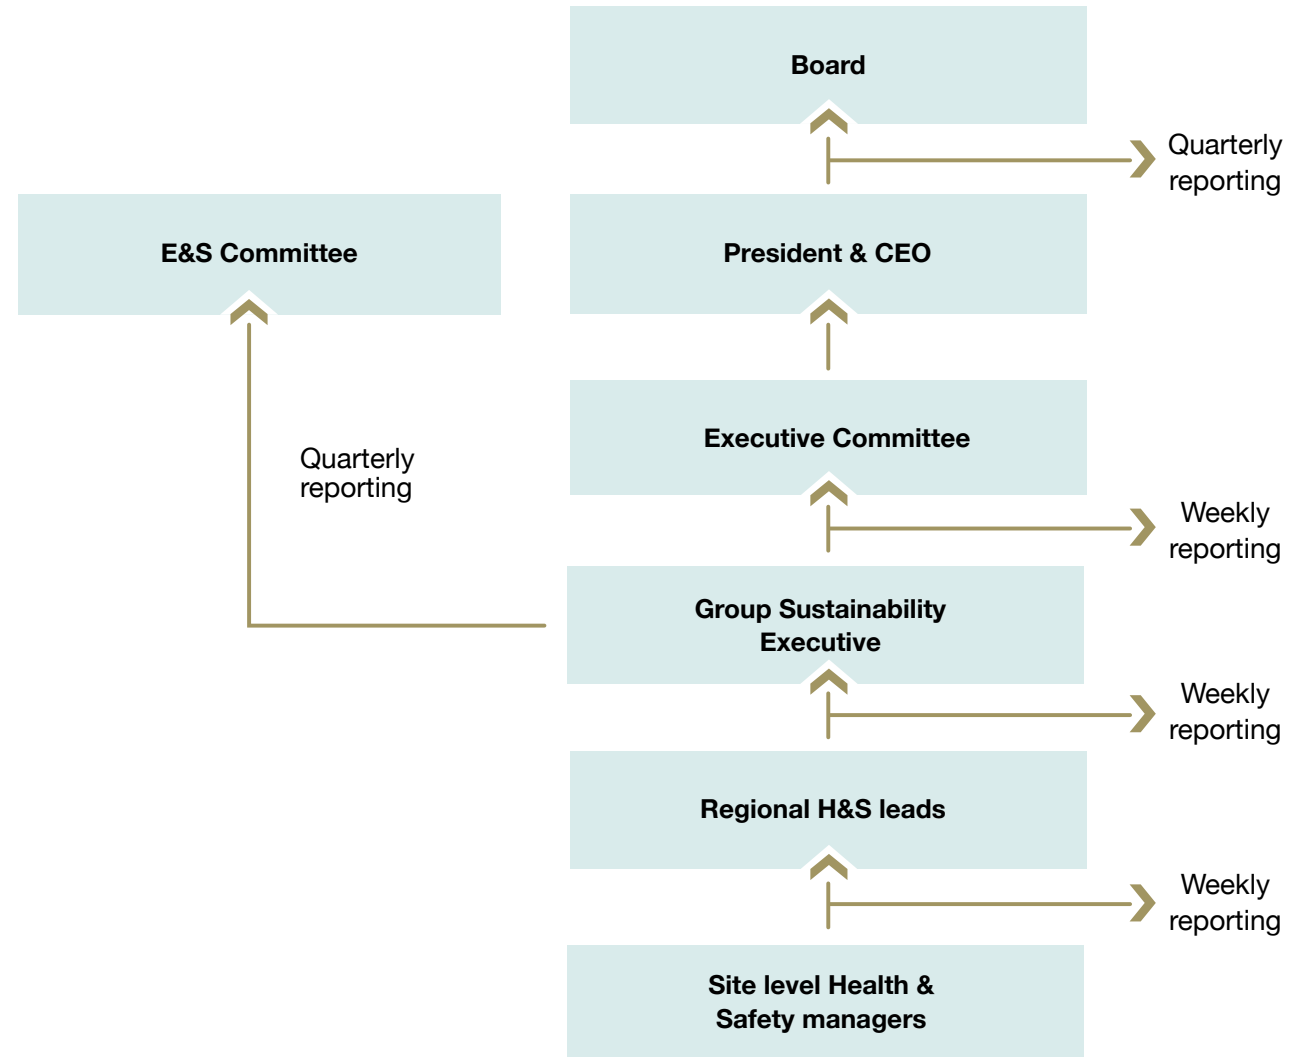 Board
Quarterly
reporting
E&S Committee
President & CEO
Executive Committee
Quarterly
reporting
Weekly
reporting
Group Sustainability
Executive
Weekly
reporting
Regional H&S leads
Weekly
reporting
Site level Health &
Safety managers